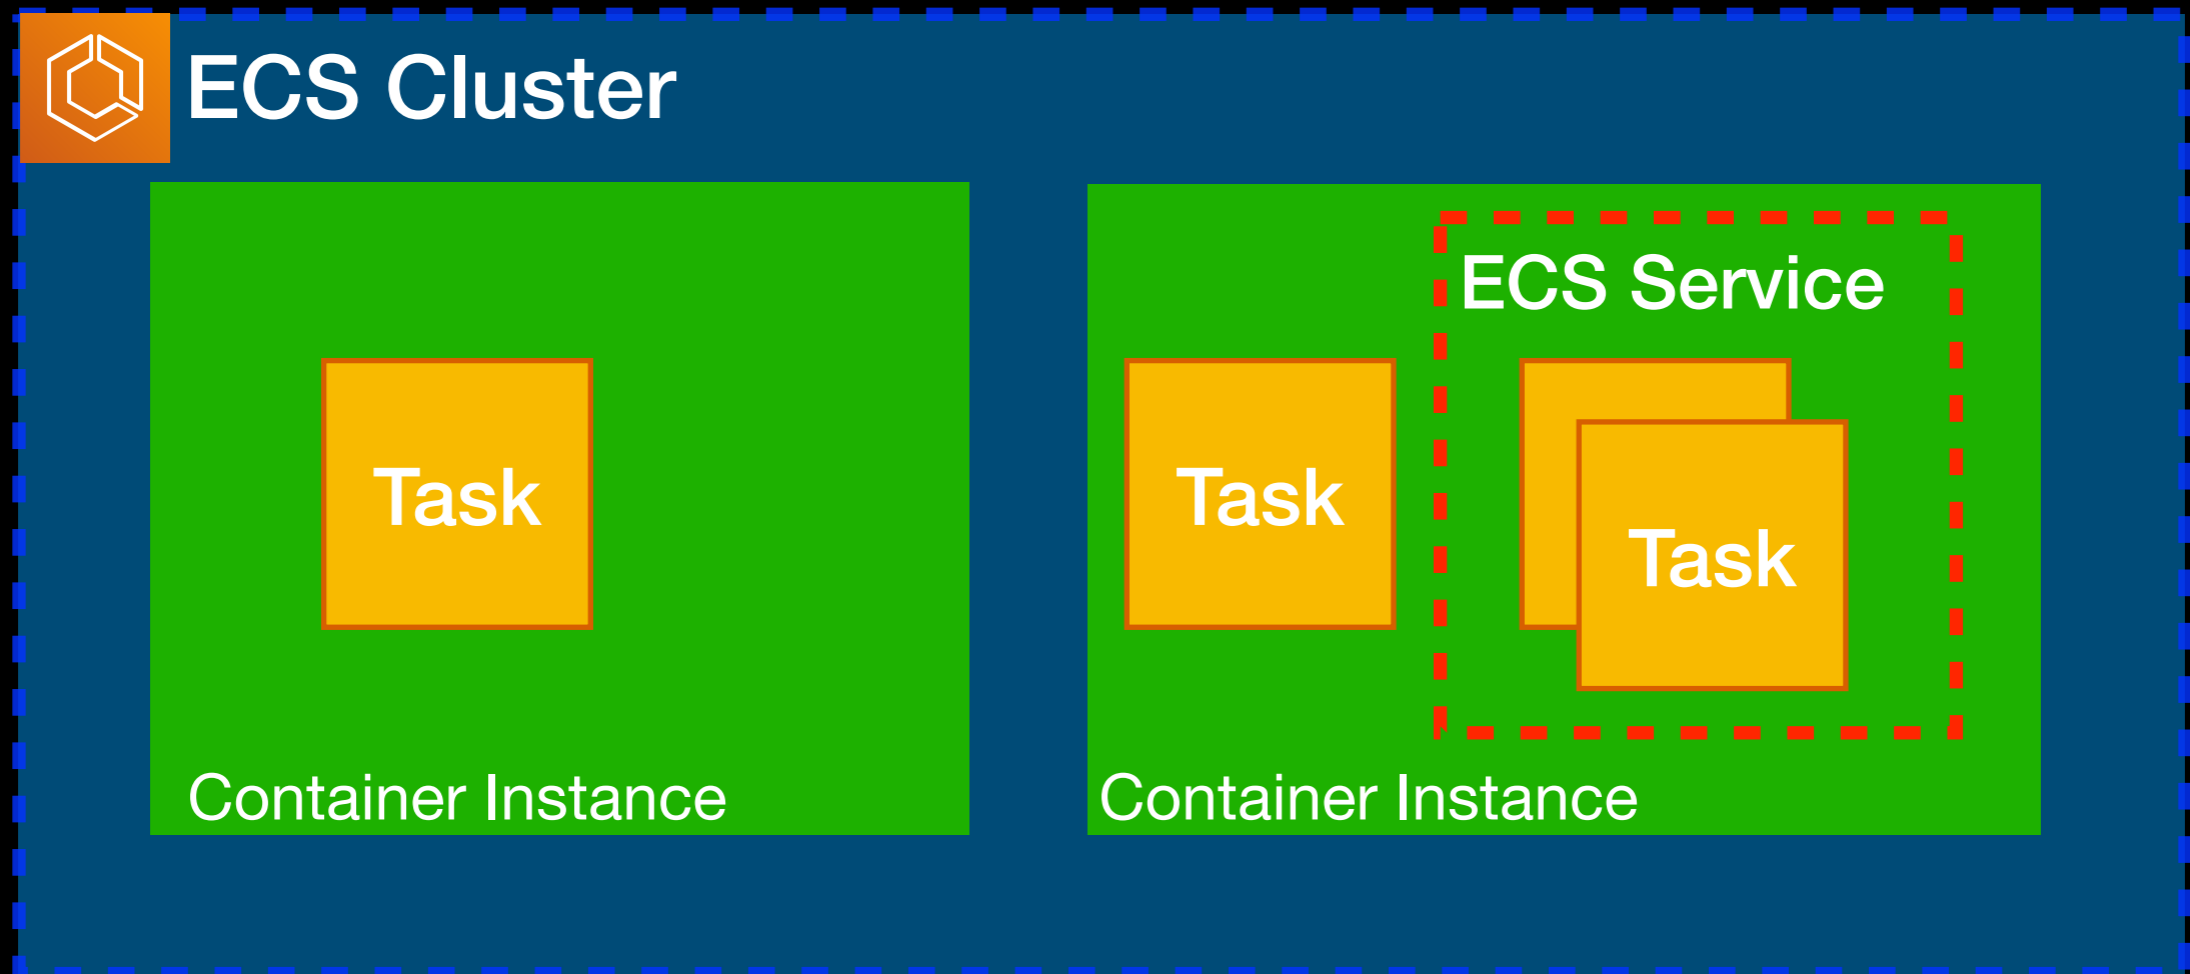 ECS Cluster
ECS Service
Task
Task
Task
Container Instance
Container Instance